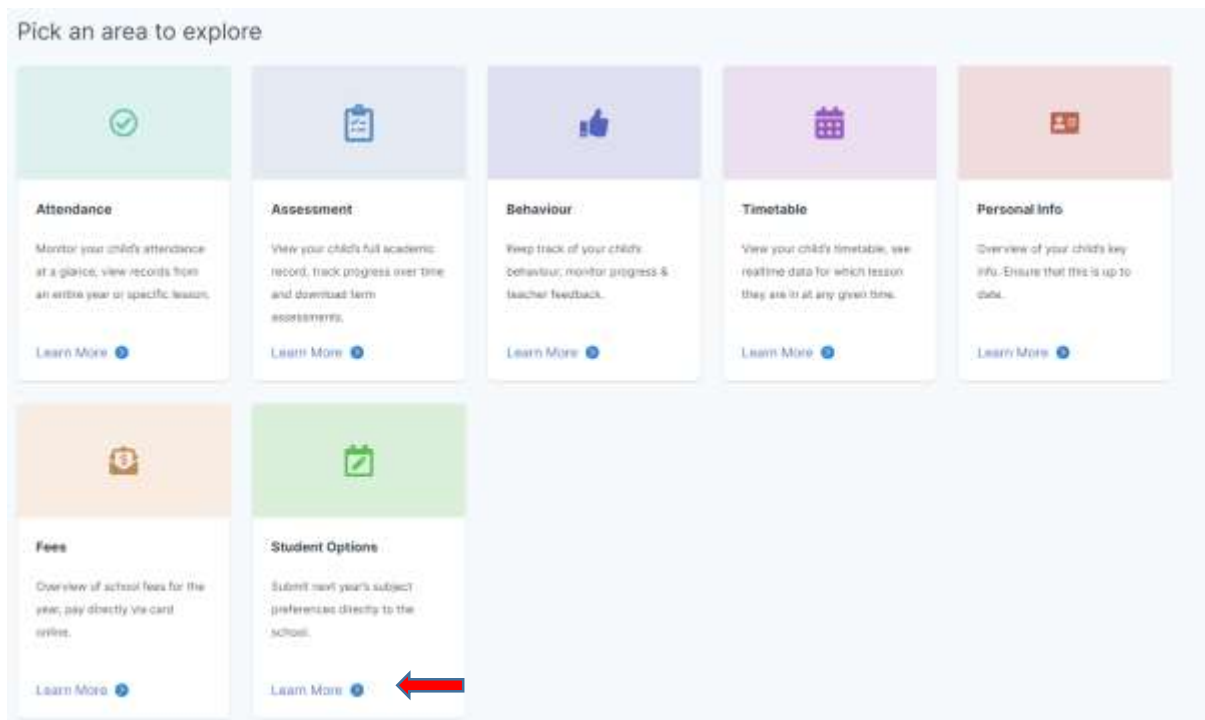 Pick an area to explore
Attendance
Monitor your child's attendance
at a glance, view records from
an entire year or specific lesson.
Learn More
Assessment
View your child's full academic
record, track progress over time
and download term
assessments.
Learn More
Behaviour
Keep track of your child's
behaviour, monitor progress &
teacher feedback.
Learn More
Timetable
View your child's timetable, see
realtime data for which lesson
they are in at any given time.
Learn More
Personal Info
Overview of your child's key
info. Ensure that this is up to
date.
Learn More
Fees
Overview of school fees for the
year, pay directly via card
online.
Learn More
Student Options
Submit next year's subject
preferences directly to the
school.
Learn More